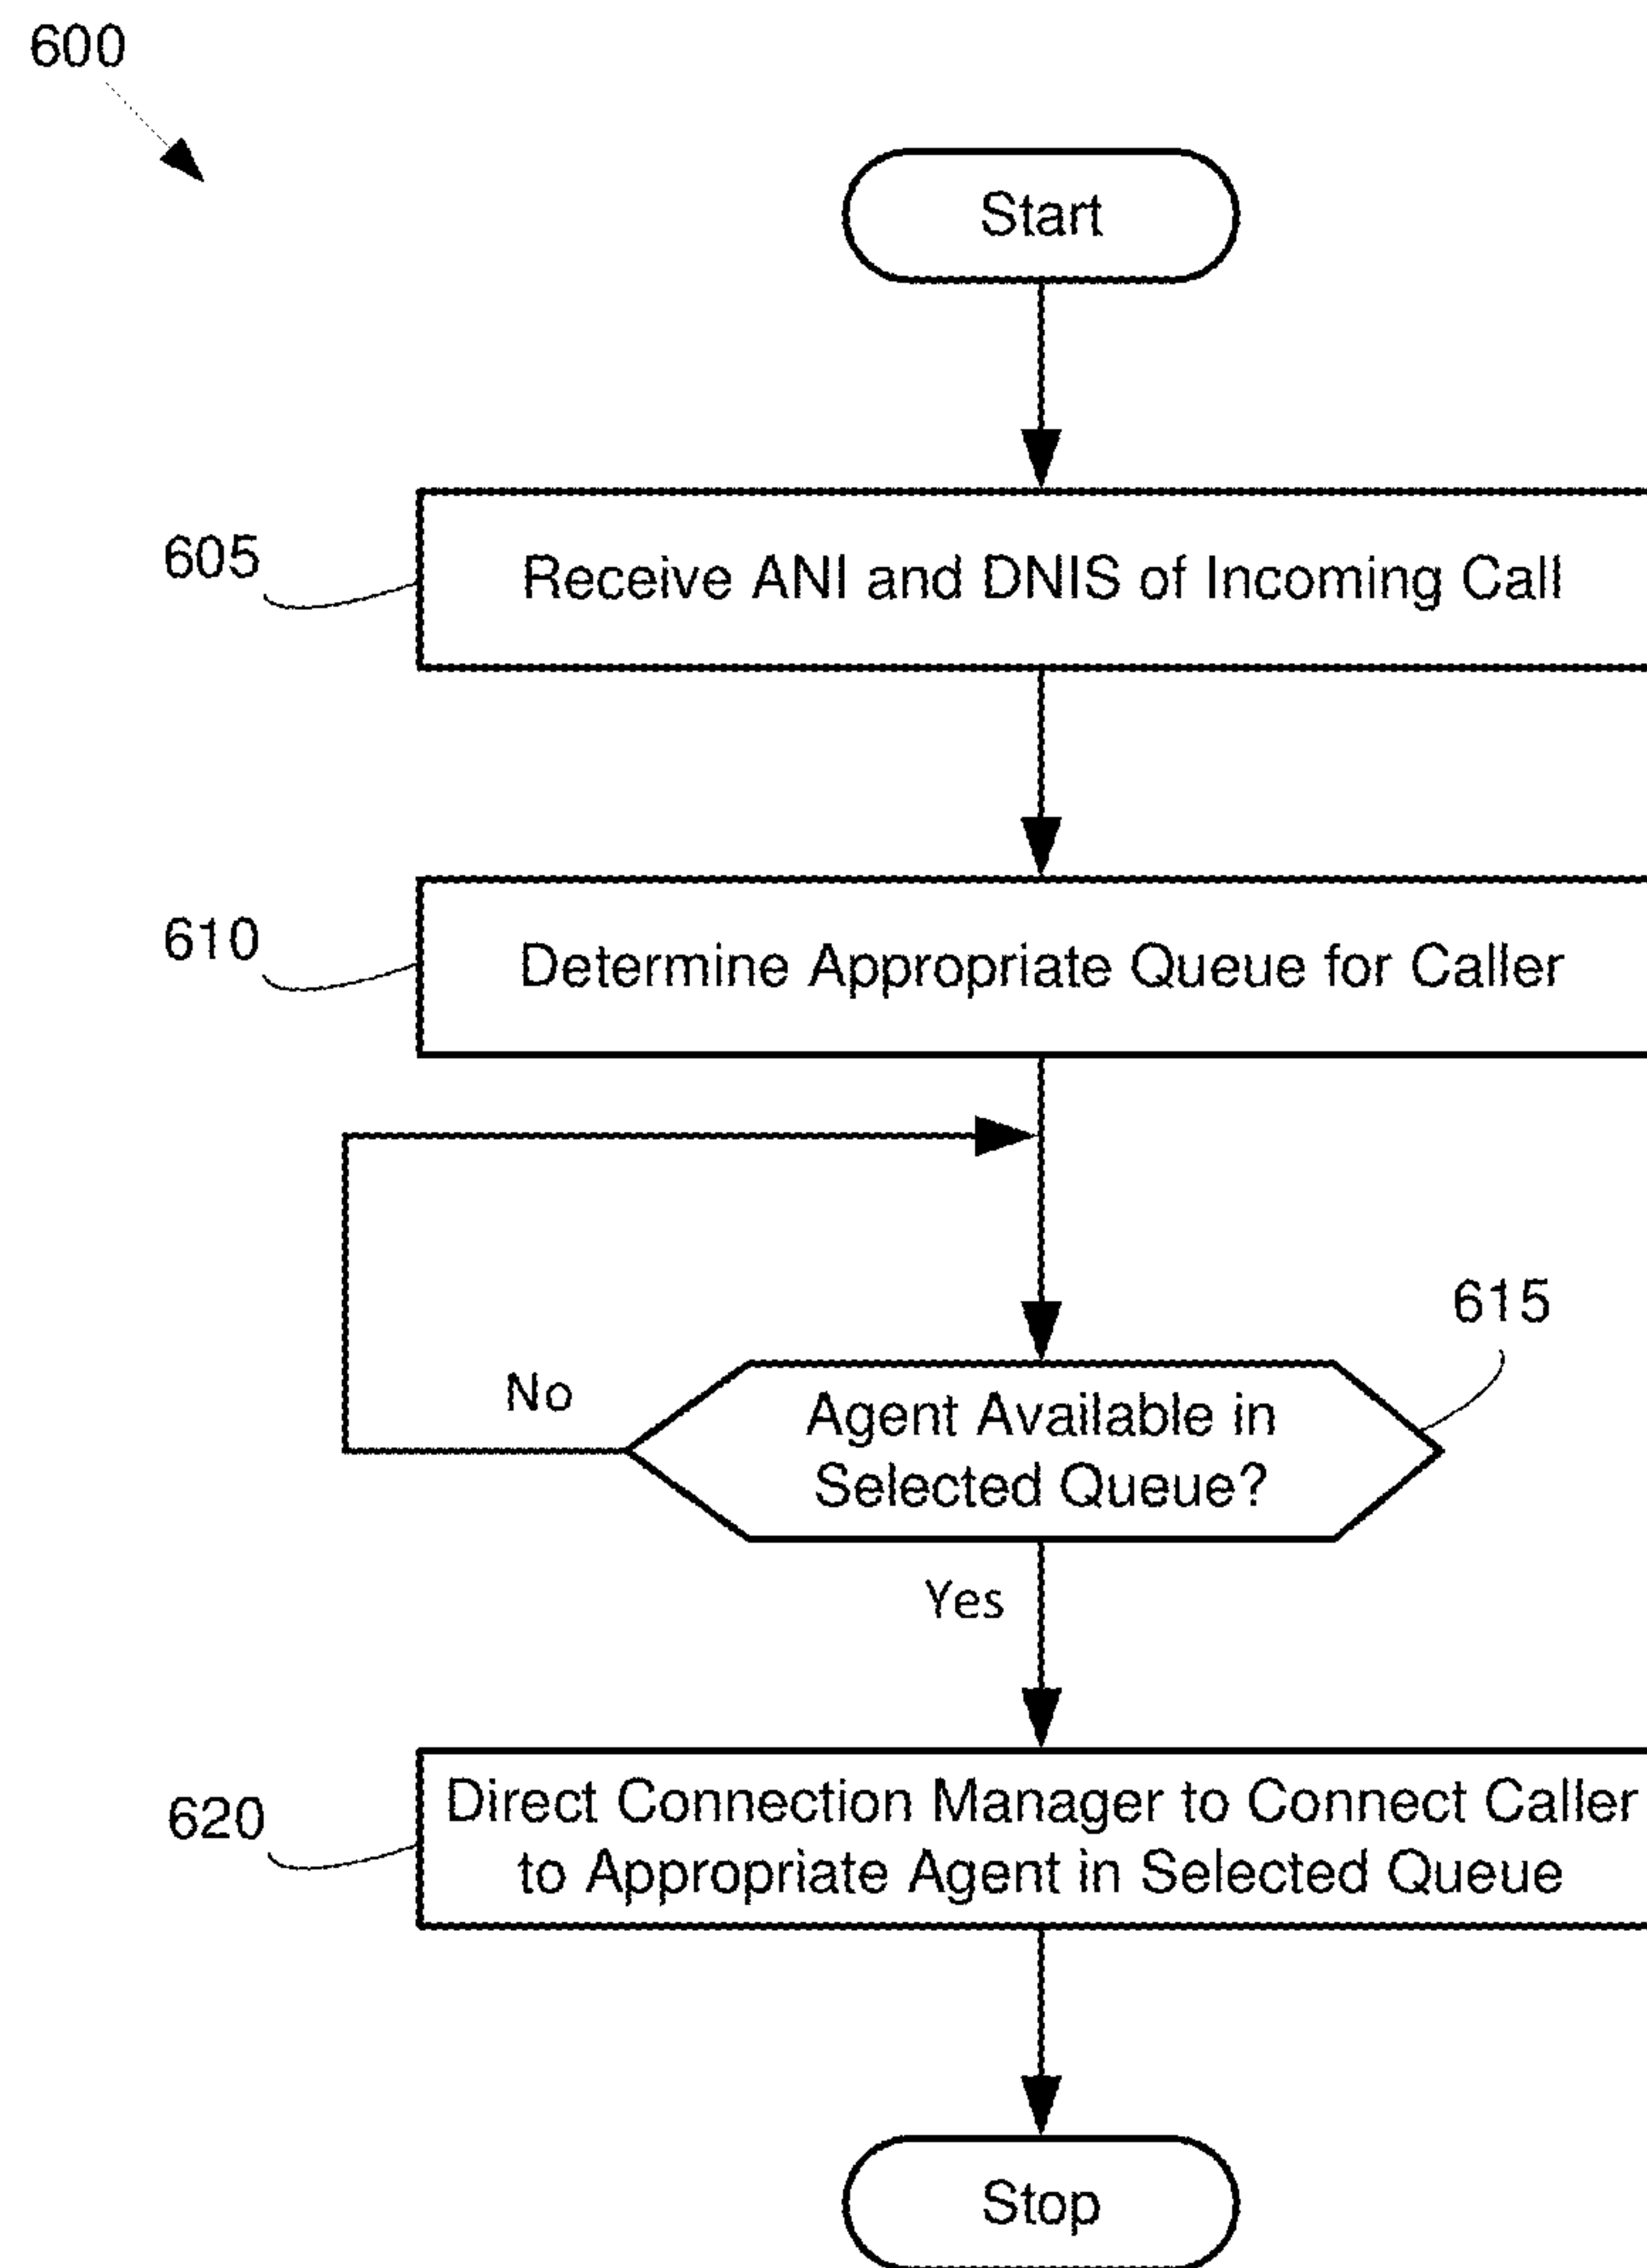 600
Start
605
Receive ANI and DNIS of Incoming Call
610
Determine Appropriate Queue for Caller
615
No
Agent Available in
Selected Queue?
Yes
620
Direct Connection Manager to Connect Caller
to Appropriate Agent in Selected Queue
Stop